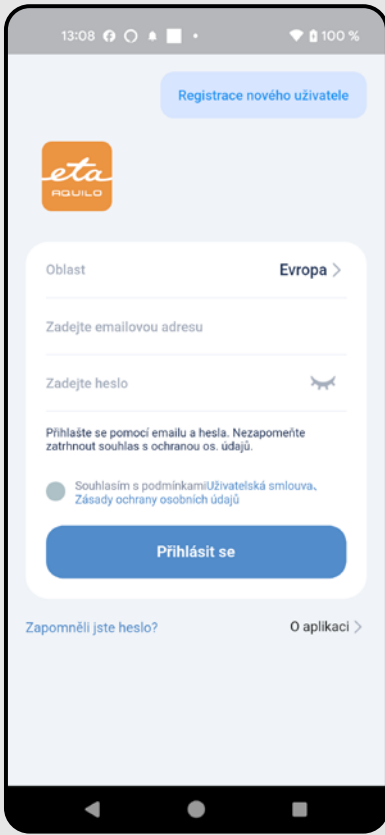 13:08 100 %
Registrace nového uživatele
eta
AQUILO
Oblast Evropa
Zadejte emailovou adresu
Zadejte heslo
Přihlašte se pomocí emailu a hesla. Nezapomeňte
zatrhnout souhlas s ochranou os. údajů.
Souhlasím s podmínkamiUživatelská smlouva、
Zásady ochrany osobních údajů
Přihlásit se
Zapomněli jste heslo? O aplikaci